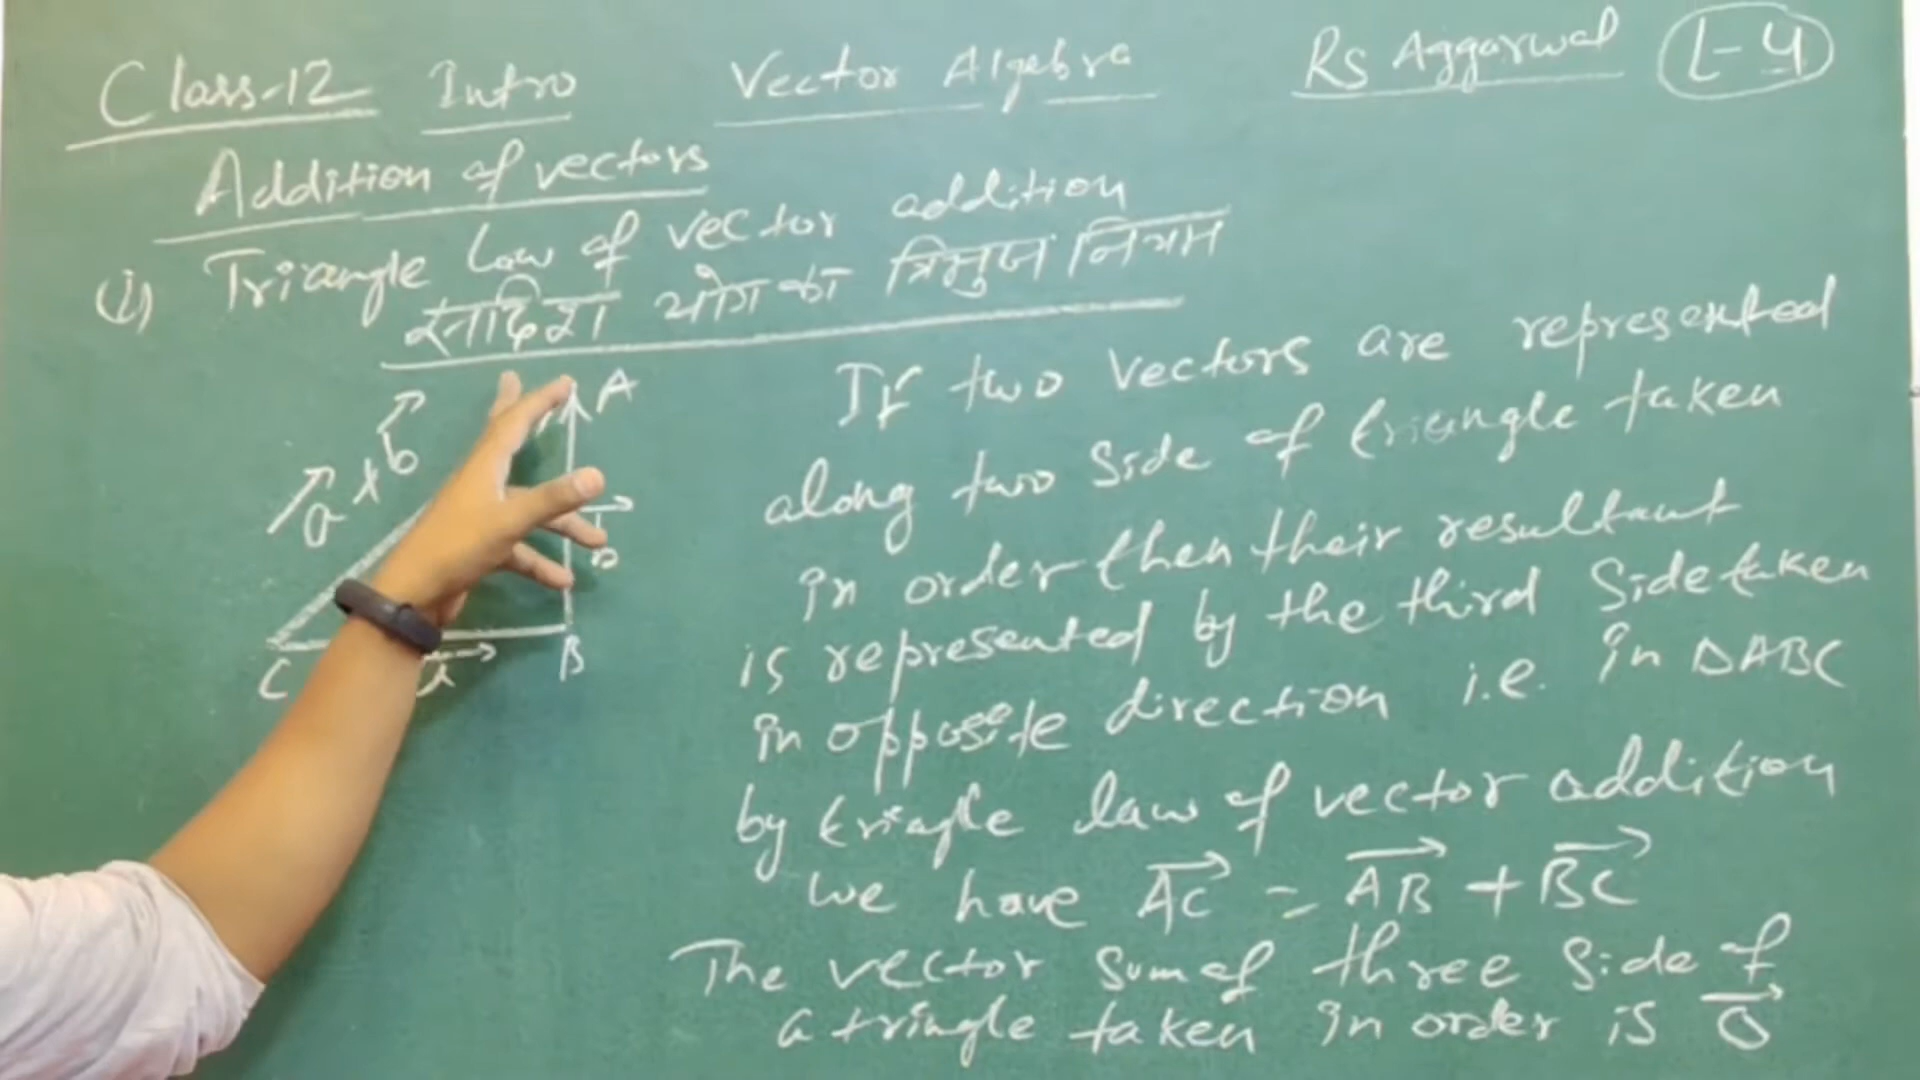 Class-12 Intro Vector Algebra RS Aggarwal L-4
Addition of vectors
(i) Triangle Law of vector addition
सादिश योग का त्रिभुज नियम
A
a + b
b
C a B
If two vectors are represented
along two side of triangle taken
in order then their resultant
is represented by the third side taken
in opposite direction i.e. in ΔABC
by triagle law of vector addition
we have AC = AB + BC
The vector sum of three side of
a tringle taken in order is 0